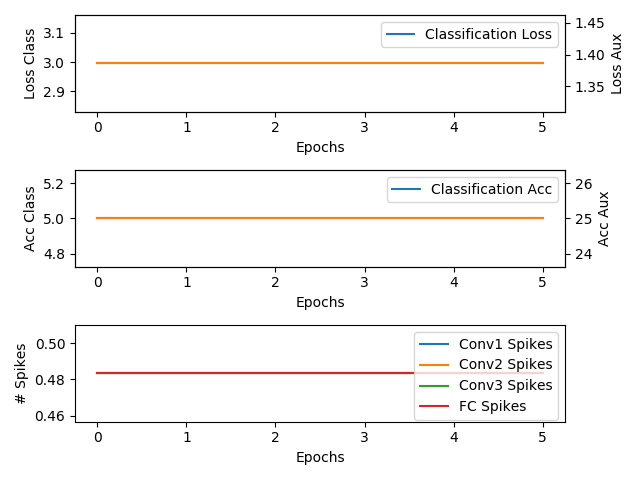 3.1
3.0
2.9
Loss Class
Classification Loss
1.45
1.40
1.35
Loss Aux
0 1 2 3 4 5
Epochs
5.2
5.0
4.8
Acc Class
Classification Acc
26
25
24
Acc Aux
0 1 2 3 4 5
Epochs
0.50
0.48
0.46
# Spikes
Conv1 Spikes
Conv2 Spikes
Conv3 Spikes
FC Spikes
0 1 2 3 4 5
Epochs